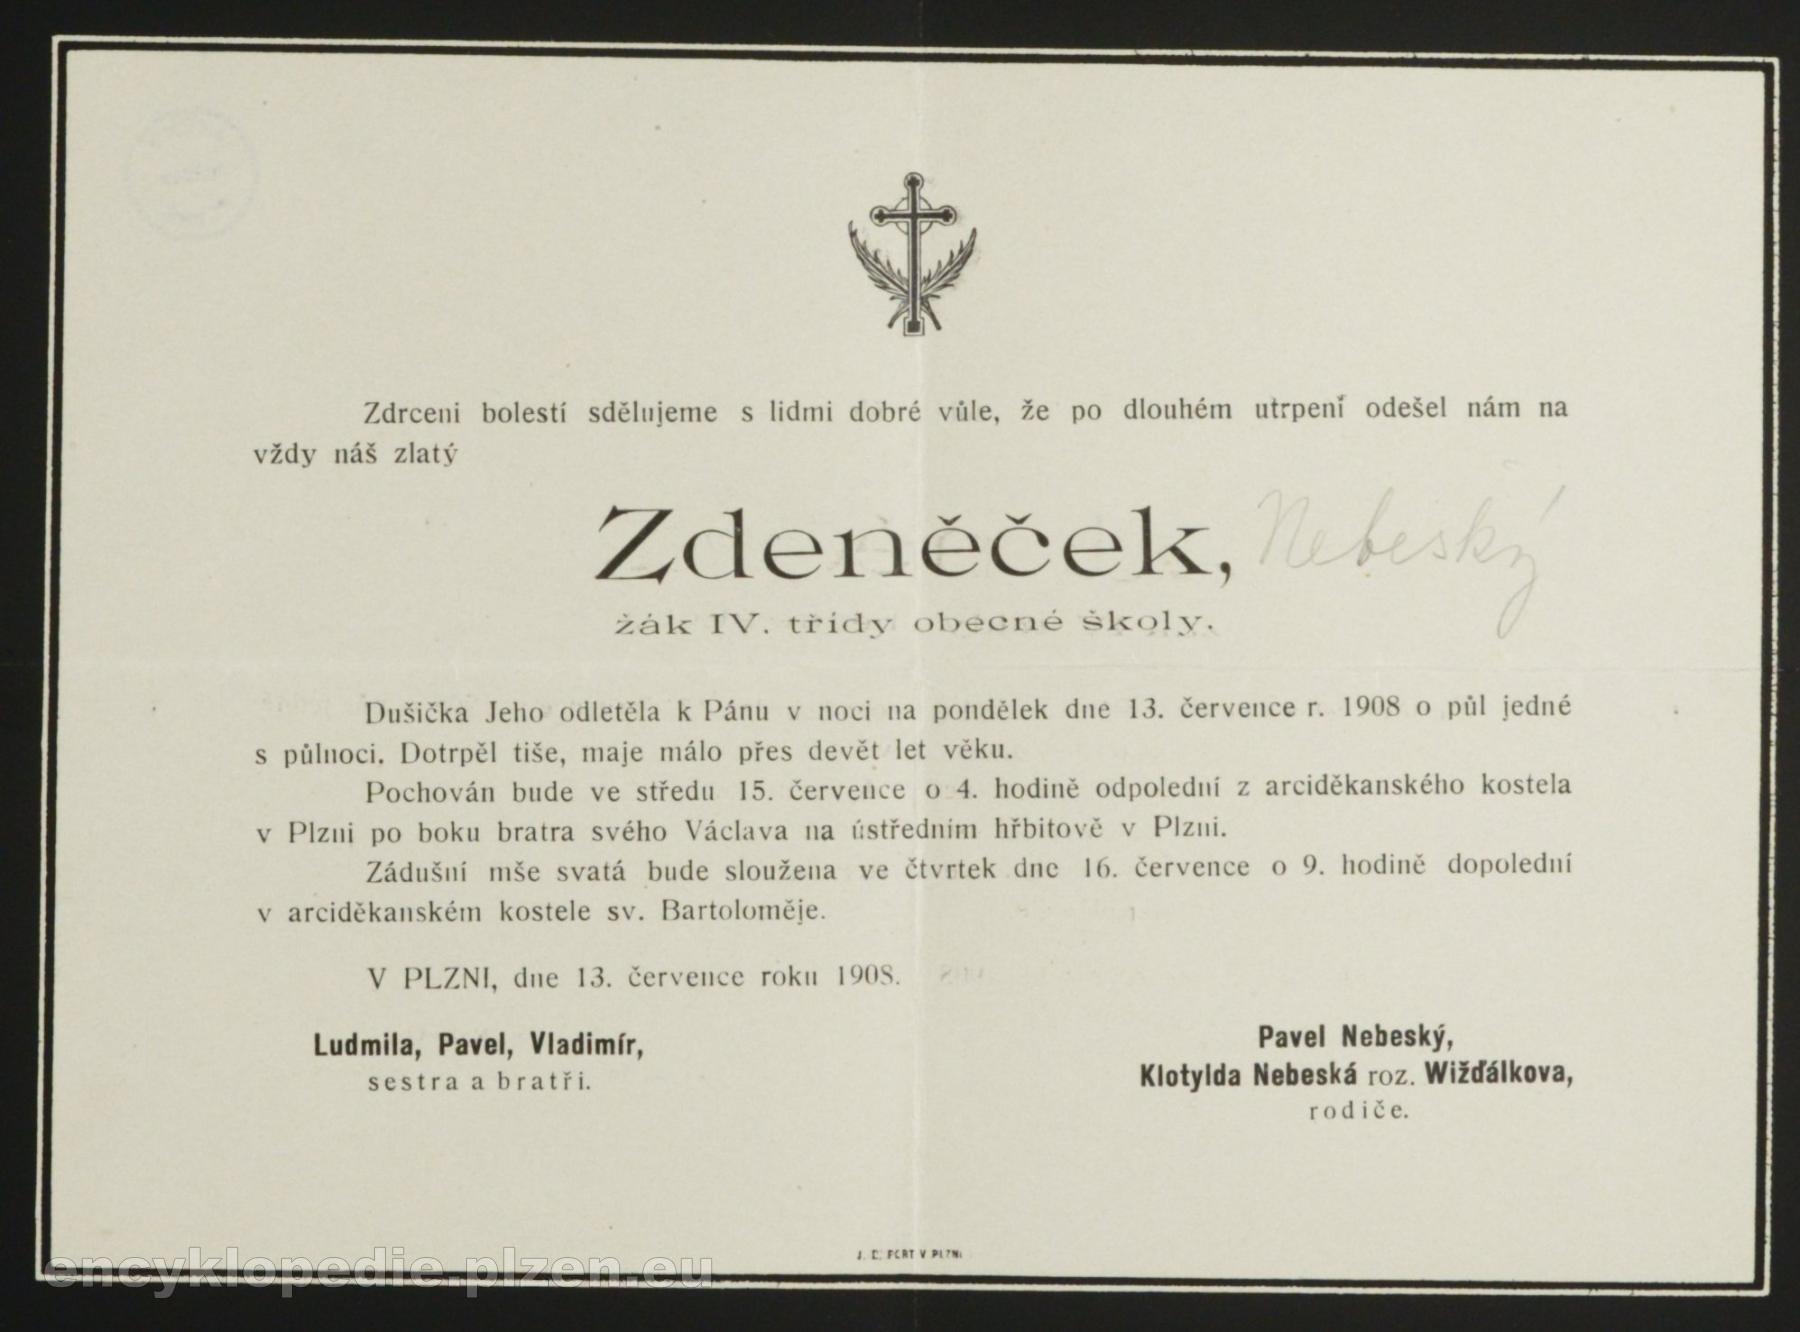 Zdrceni bolestí sdělujeme s lidmi dobré vůle, že po dlouhém utrpení odešel nám na
vždy náš zlatý
Zdeněček, Nebeský
žák IV. třídy obecné školy.
Dušička Jeho odletěla k Pánu v noci na pondělek dne 13. července r. 1908 o půl jedné
s půlnoci. Dotrpěl tiše, maje málo přes devět let věku.
Pochován bude ve středu 15. července o 4. hodině odpolední z arciděkanského kostela
v Plzni po boku bratra svého Václava na ústředním hřbitově v Plzni.
Zádušní mše svatá bude sloužena ve čtvrtek dne 16. července o 9. hodině dopolední
v arciděkanském kostele sv. Bartoloměje.
V PLZNI, dne 13. července roku 1908.
Ludmila, Pavel, Vladimír,
sestra a bratři.
Pavel Nebeský,
Klotylda Nebeská roz. Wižďálkova,
rodiče.
J. PORT V PLZNI
encyklopedie.plzen.eu